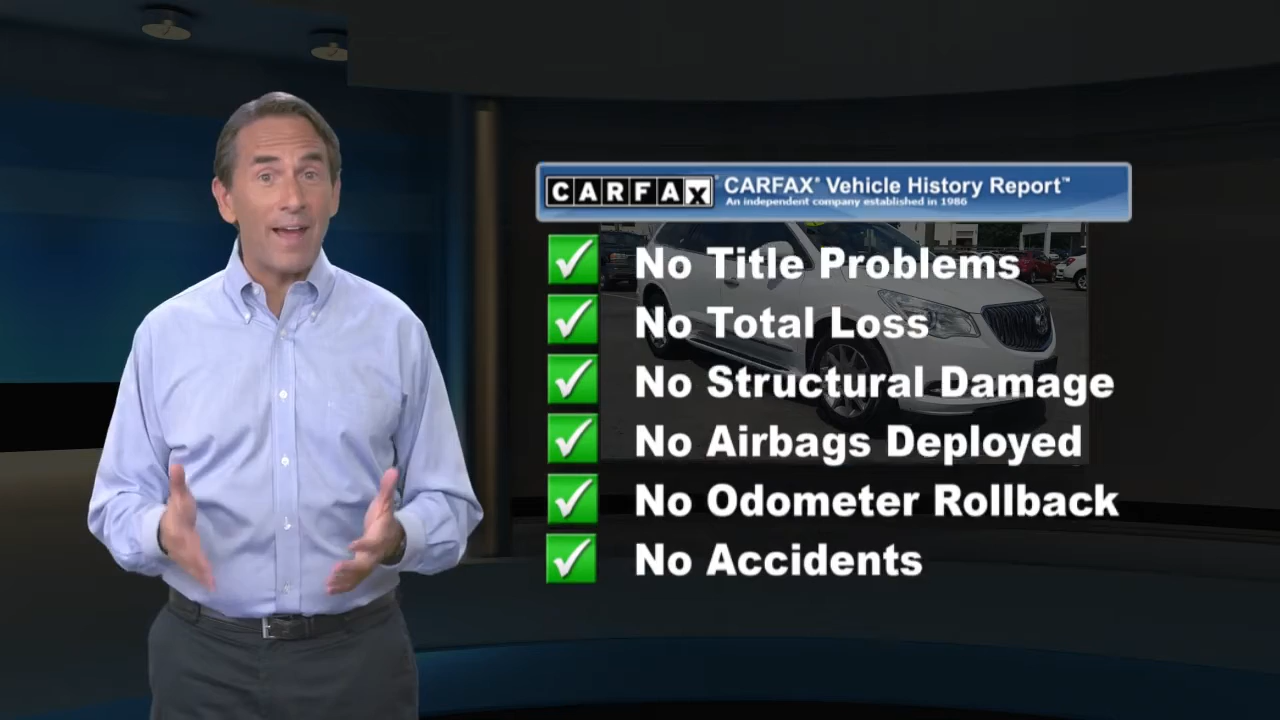 CARFAX® CARFAX® Vehicle History Report™
An independent company established in 1986
No Title Problems
No Total Loss
No Structural Damage
No Airbags Deployed
No Odometer Rollback
No Accidents